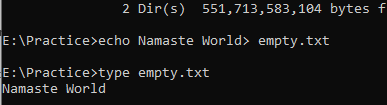 2 Dir(s)  551,713,583,104 bytes f
E:\Practice>echo Namaste World> empty.txt
E:\Practice>type empty.txt
Namaste World